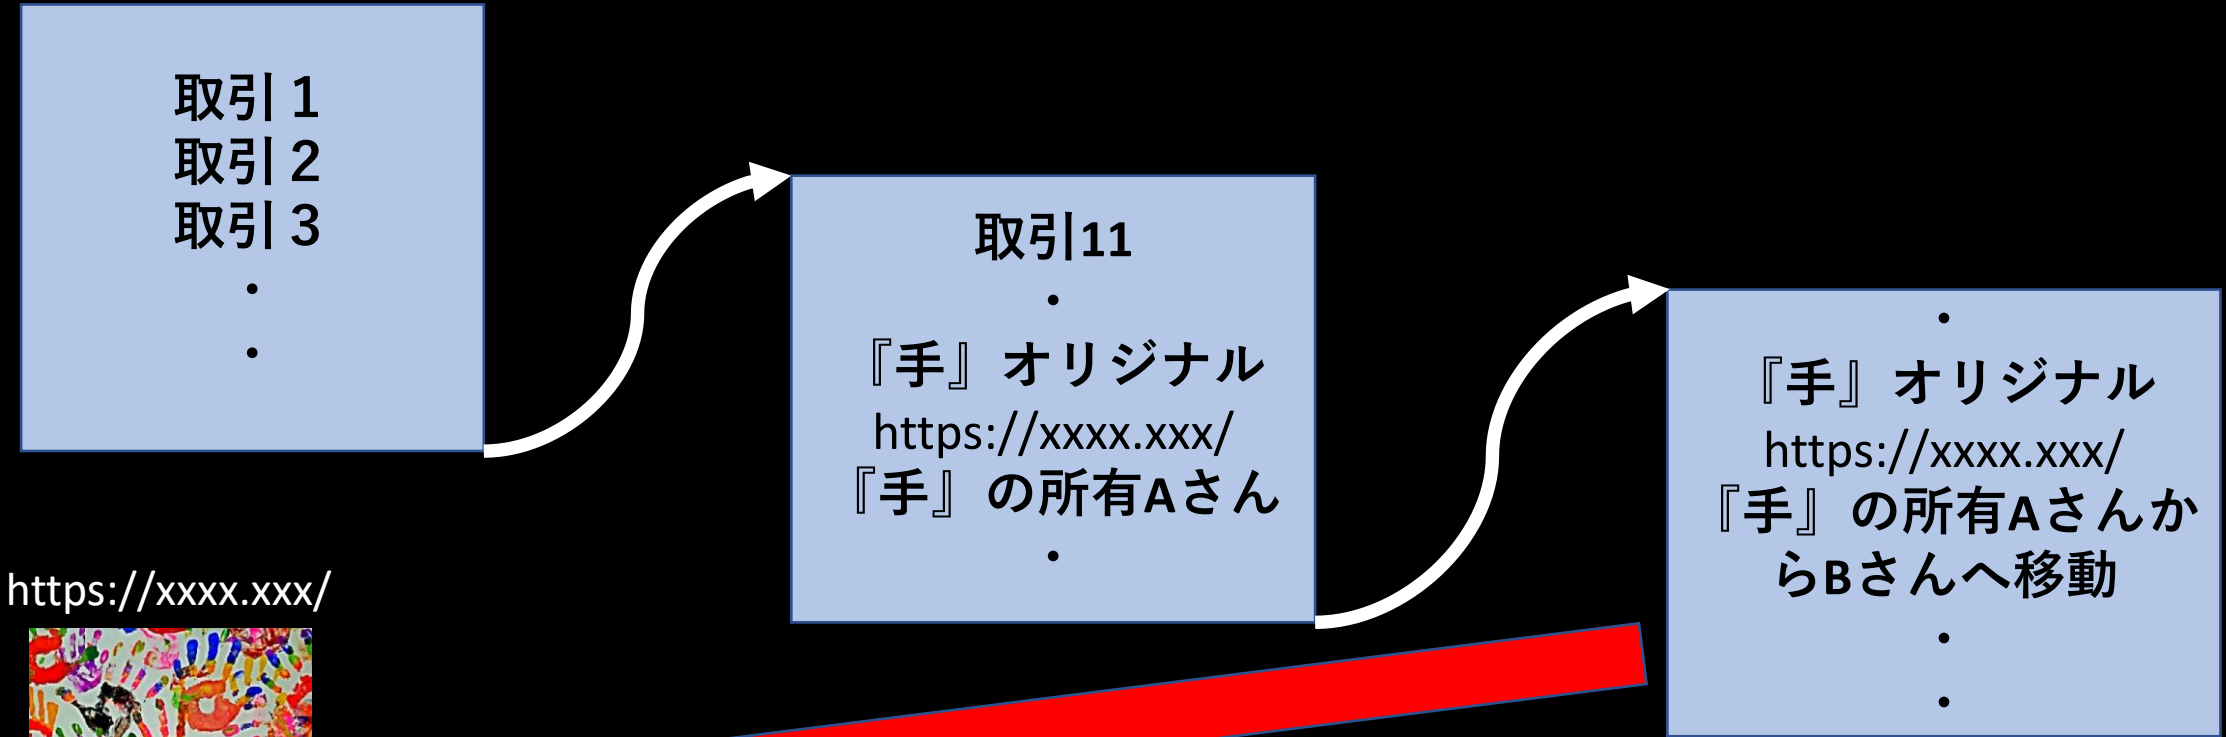 取引1
取引2
取引3
・
・
取引11
・
『手』オリジナル
https://xxxx.xxx/
『手』の所有Aさん
・
・
『手』オリジナル
https://xxxx.xxx/
『手』の所有Aさんか
らBさんへ移動
・
・
https://xxxx.xxx/